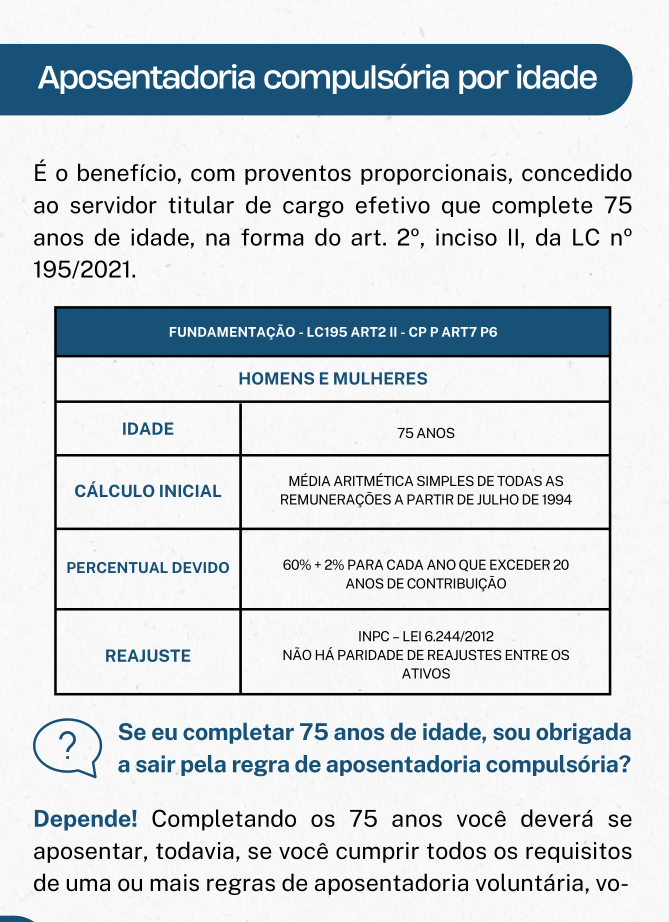 Aposentadoria compulsória por idade
É o benefício, com proventos proporcionais, concedido
ao servidor titular de cargo efetivo que complete 75
anos de idade, na forma do art. 2º, inciso II, da LC nº
195/2021.
FUNDAMENTAÇÃO - LC195 ART2 II - CP P ART7 P6
HOMENS E MULHERES
IDADE
75 ANOS
CÁLCULO INICIAL
MÉDIA ARITMÉTICA SIMPLES DE TODAS AS
REMUNERAÇÕES A PARTIR DE JULHO DE 1994
PERCENTUAL DEVIDO
60% + 2% PARA CADA ANO QUE EXCEDER 20
ANOS DE CONTRIBUIÇÃO
REAJUSTE
INPC – LEI 6.244/2012
NÃO HÁ PARIDADE DE REAJUSTES ENTRE OS
ATIVOS
?
Se eu completar 75 anos de idade, sou obrigada
a sair pela regra de aposentadoria compulsória?
Depende! Completando os 75 anos você deverá se
aposentar, todavia, se você cumprir todos os requisitos
de uma ou mais regras de aposentadoria voluntária, vo-